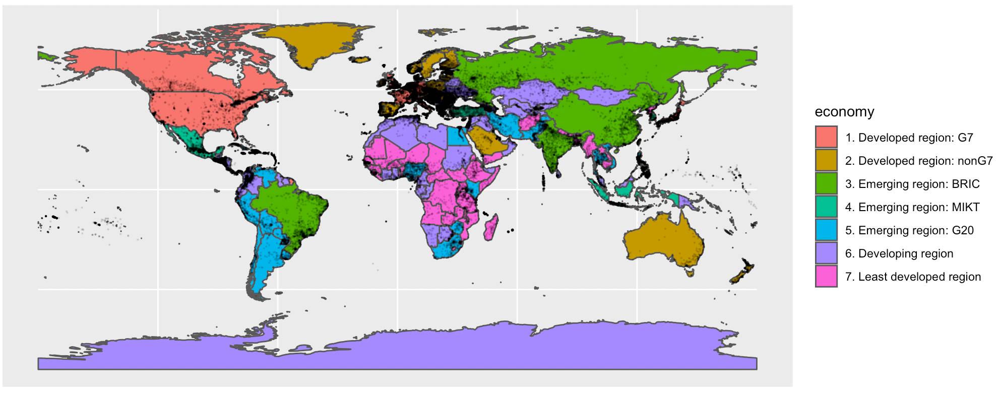 economy
1. Developed region: G7
2. Developed region: nonG7
3. Emerging region: BRIC
4. Emerging region: MIKT
5. Emerging region: G20
6. Developing region
7. Least developed region